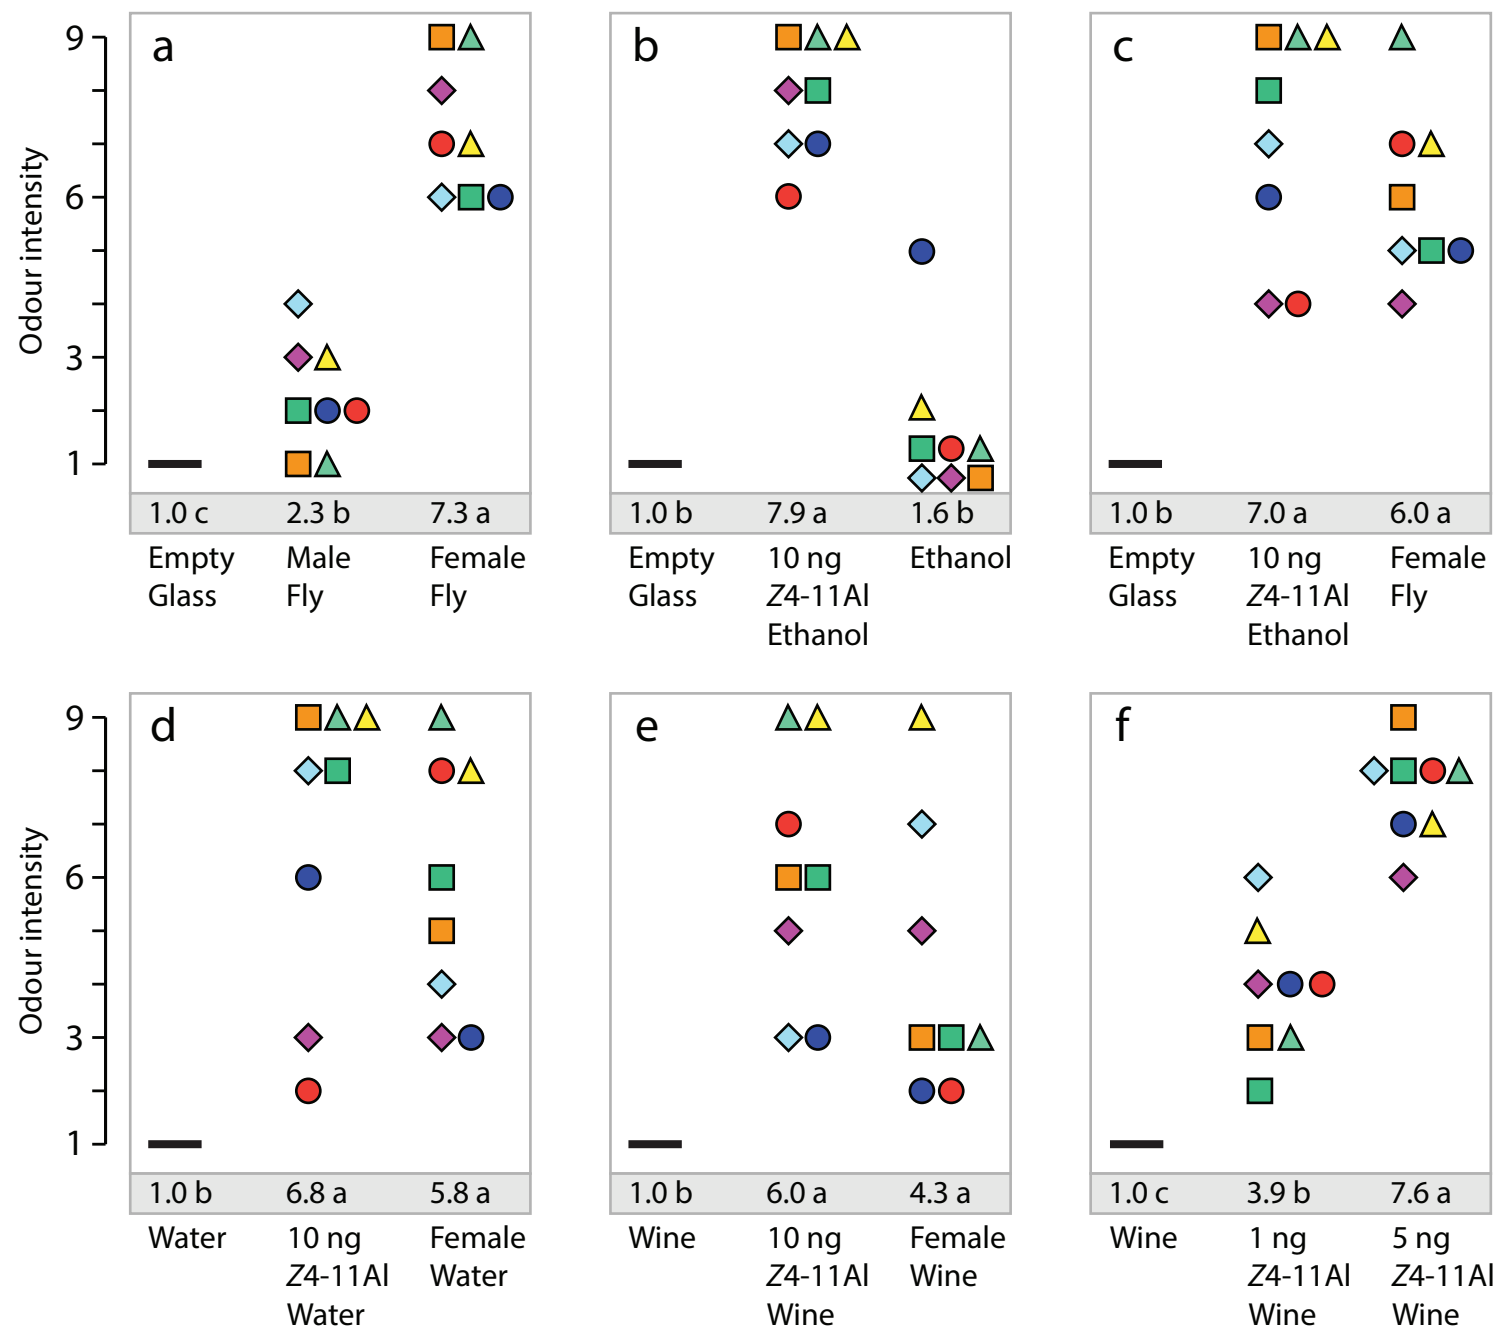 a
b
c
Odour intensity
9
6
3
1
1.0 c 2.3 b 7.3 a
1.0 b 7.9 a 1.6 b
1.0 b 7.0 a 6.0 a
Empty Male Female
Glass Fly Fly
Empty 10 ng Ethanol
Glass Z4-11Al
Ethanol
Empty 10 ng Female
Glass Z4-11Al Fly
Ethanol
d
e
f
Odour intensity
9
6
3
1
1.0 b 6.8 a 5.8 a
1.0 b 6.0 a 4.3 a
1.0 c 3.9 b 7.6 a
Water 10 ng Female
Z4-11Al Water
Water
Wine 10 ng Female
Z4-11Al Wine
Wine
Wine 1 ng 5 ng
Z4-11Al Z4-11Al
Wine Wine